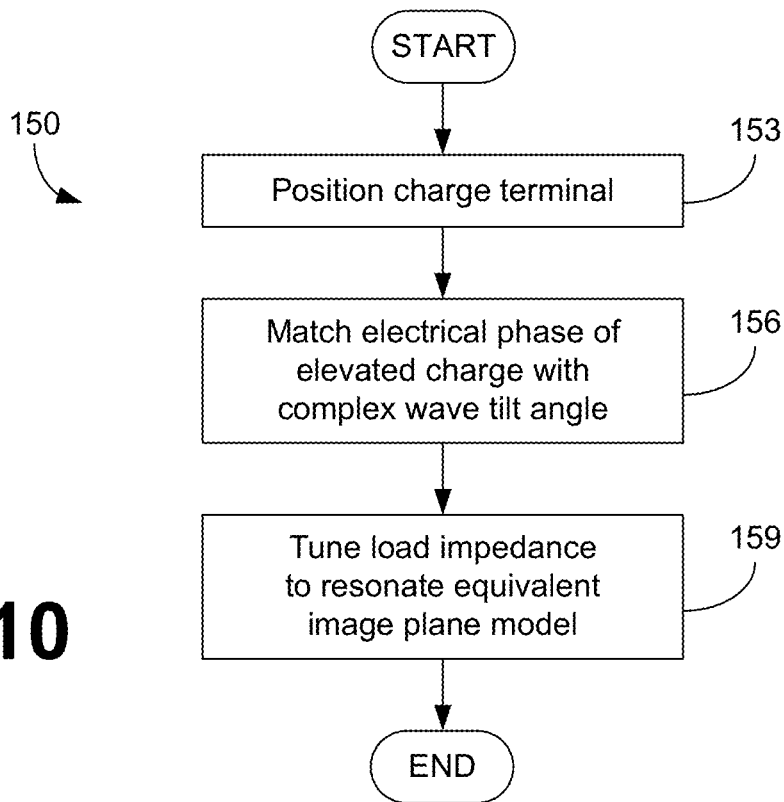 START
150
153
Position charge terminal
156
Match electrical phase of
elevated charge with
complex wave tilt angle
159
Tune load impedance
to resonate equivalent
image plane model
10
END